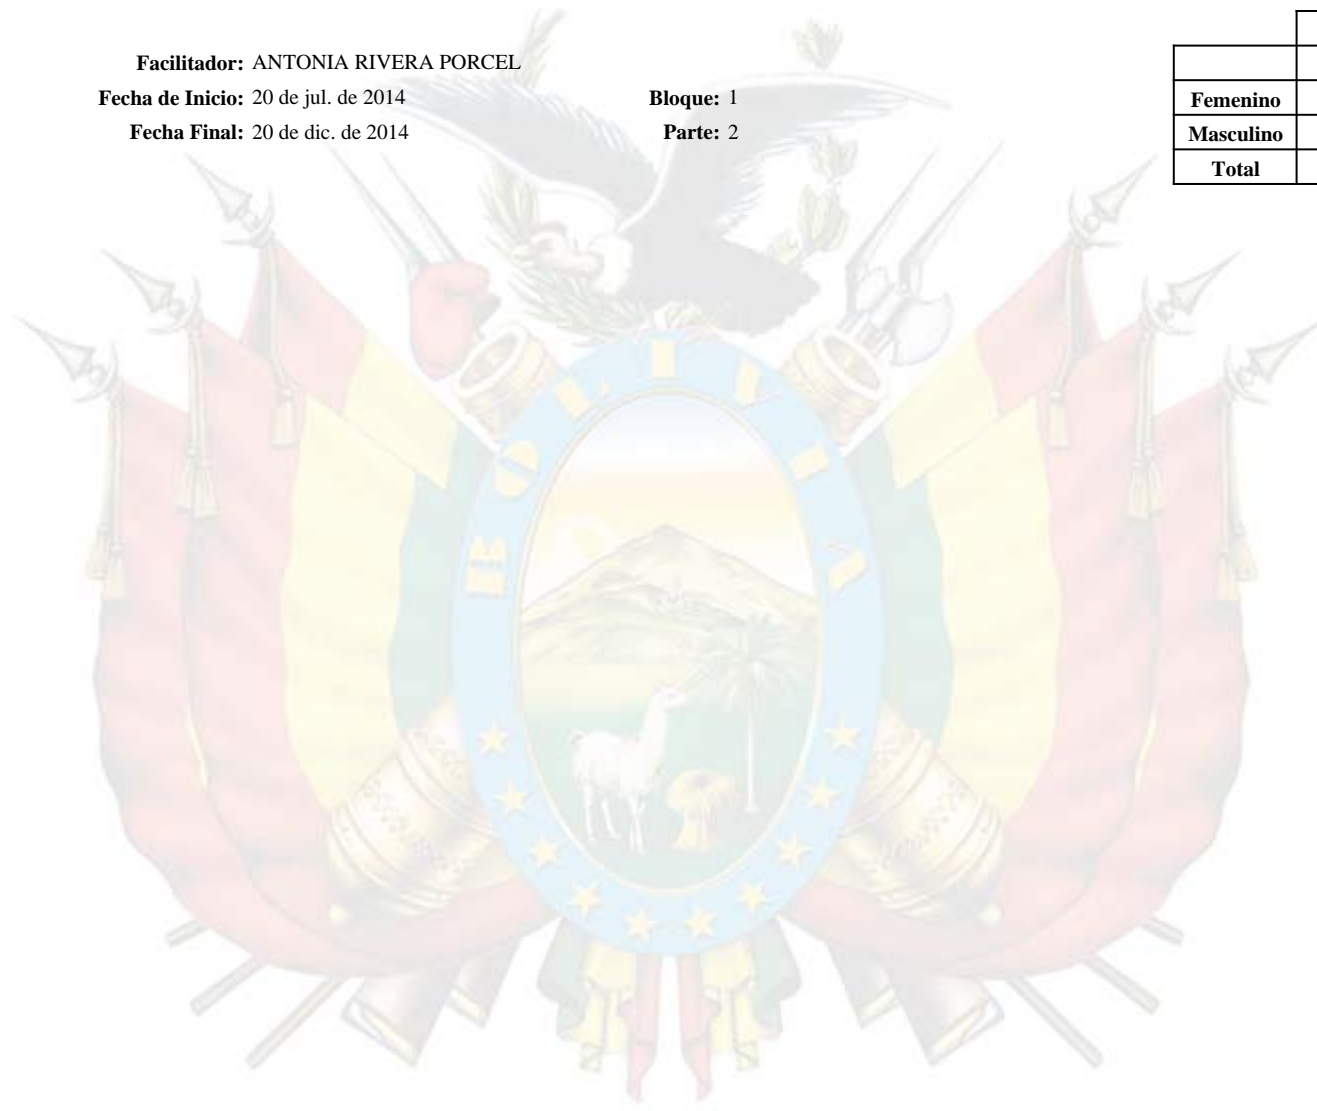 Facilitador: ANTONIA RIVERA PORCEL
Fecha de Inicio: 20 de jul. de 2014 Bloque: 1
Fecha Final: 20 de dic. de 2014 Parte: 2
Femenino
Masculino
Total
BOLIVIA